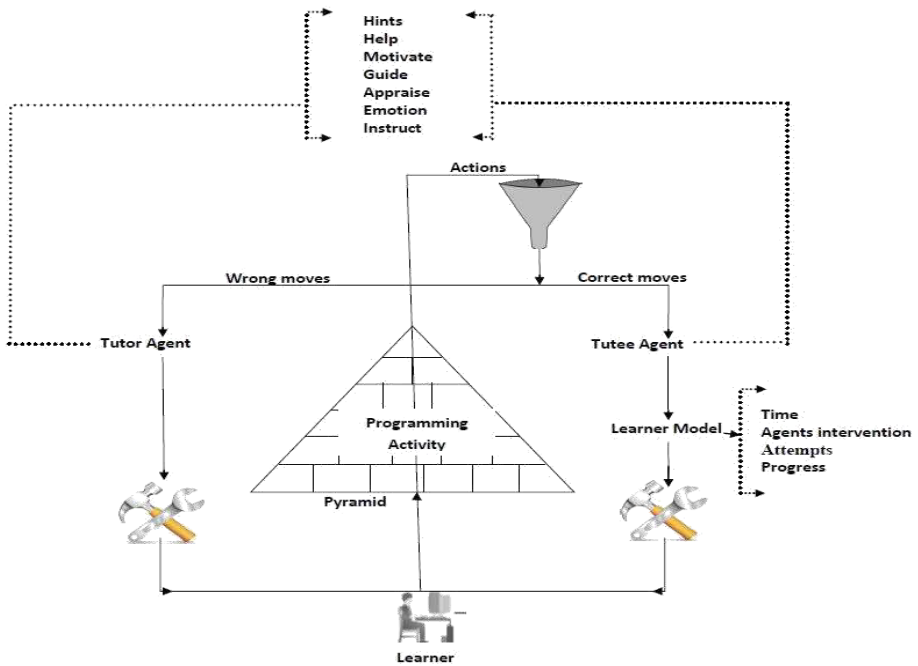 Hints
Help
Motivate
Guide
Appraise
Emotion
Instruct
Actions
Wrong moves
Correct moves
Tutor Agent
Tutee Agent
Programming
Activity
Pyramid
Learner Model
Time
Agents intervention
Attempts
Progress
Learner